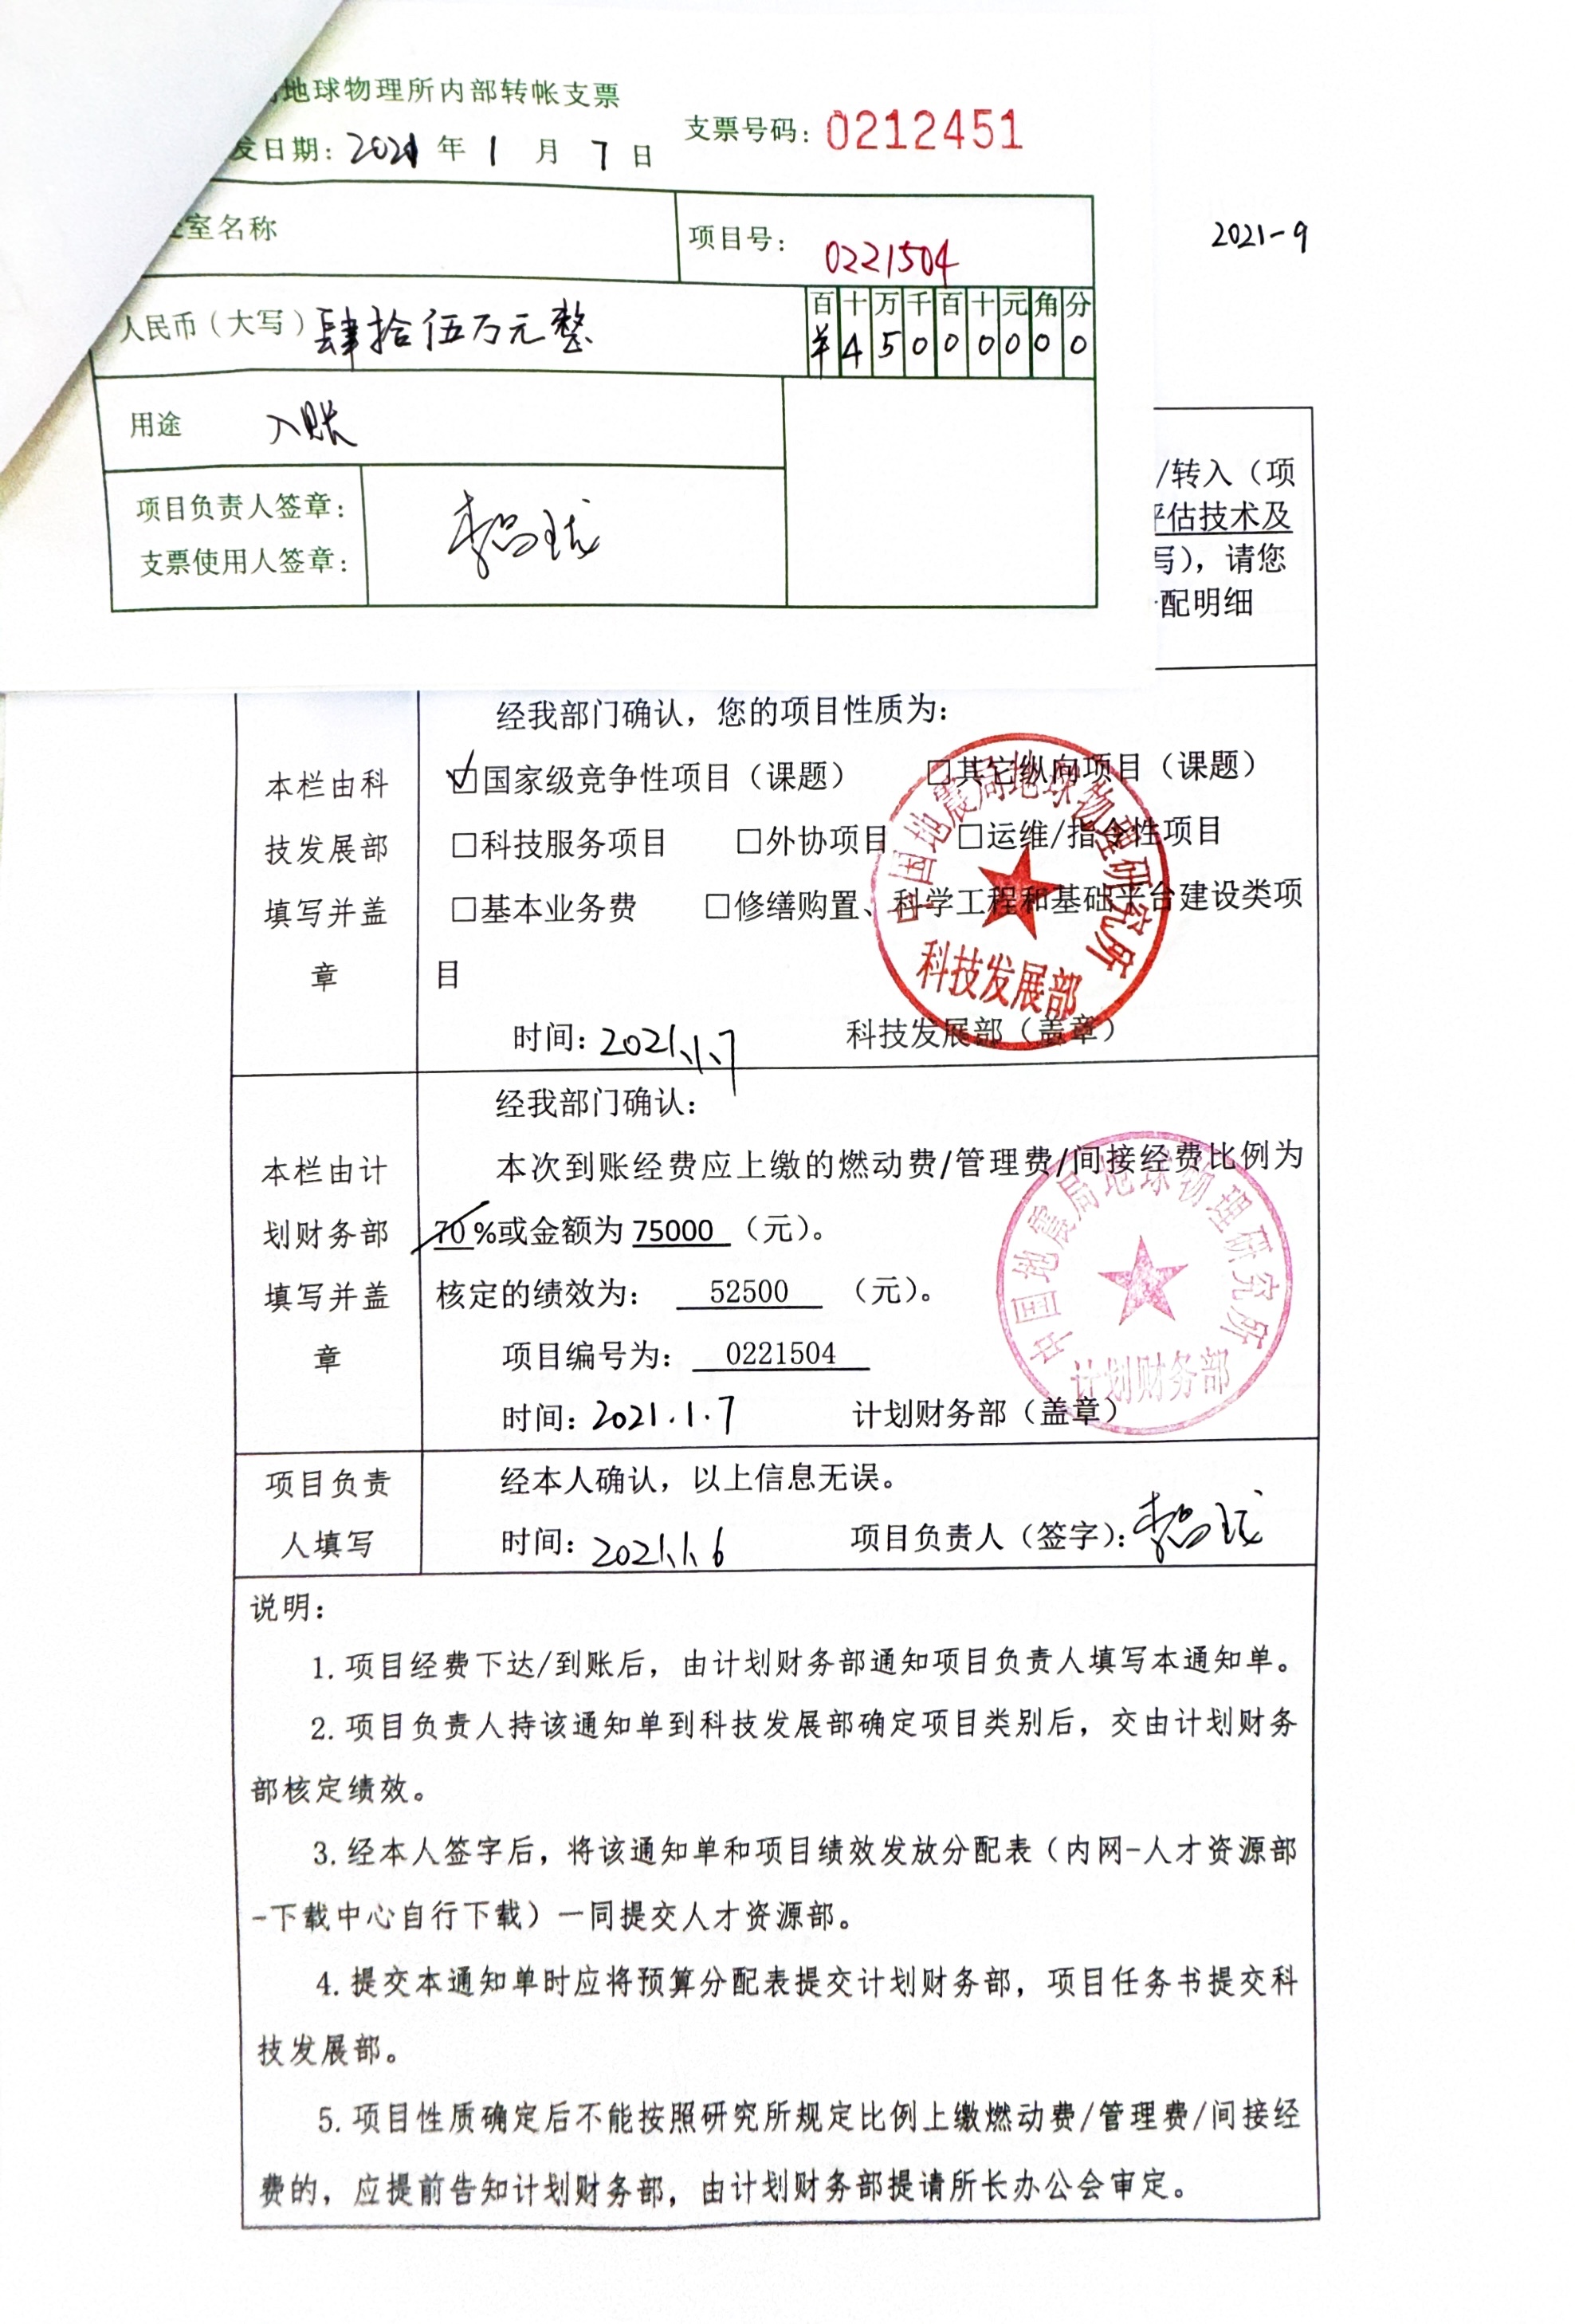 地球物理所内部转帐支票
支票号码：0212451
发日期：2021年1月7日
2021-9
室名称
项目号：0221504
人民币（大写）肆拾伍万元整
百十万千百十元角分
¥45000000
用途 入账
项目负责人签章：
支票使用人签章：
/转入（项
评估技术及
写），请您
配明细
本栏由科技发展部填写并盖章
经我部门确认，您的项目性质为：
☑国家级竞争性项目（课题） □其它纵向项目（课题）
□科技服务项目 □外协项目 □运维/指令性项目
□基本业务费 □修缮购置、科学工程和基础平台建设类项
目
时间：2021.1.7 科技发展部（盖章）
中国地震局地球物理研究所
科技发展部
本栏由计划财务部填写并盖章
经我部门确认：
本次到账经费应上缴的燃动费/管理费/间接经费比例为
70%或金额为 75000 （元）。
核定的绩效为： 52500 （元）。
项目编号为： 0221504
时间：2021.1.7 计划财务部（盖章）
中国地震局地球物理研究所
计划财务部
项目负责人填写
经本人确认，以上信息无误。
时间：2021.1.6 项目负责人（签字）：
说明：
1.项目经费下达/到账后，由计划财务部通知项目负责人填写本通知单。
2.项目负责人持该通知单到科技发展部确定项目类别后，交由计划财务
部核定绩效。
3.经本人签字后，将该通知单和项目绩效发放分配表（内网-人才资源部
-下载中心自行下载）一同提交人才资源部。
4.提交本通知单时应将预算分配表提交计划财务部，项目任务书提交科
技发展部。
5.项目性质确定后不能按照研究所规定比例上缴燃动费/管理费/间接经
费的，应提前告知计划财务部，由计划财务部提请所长办公会审定。